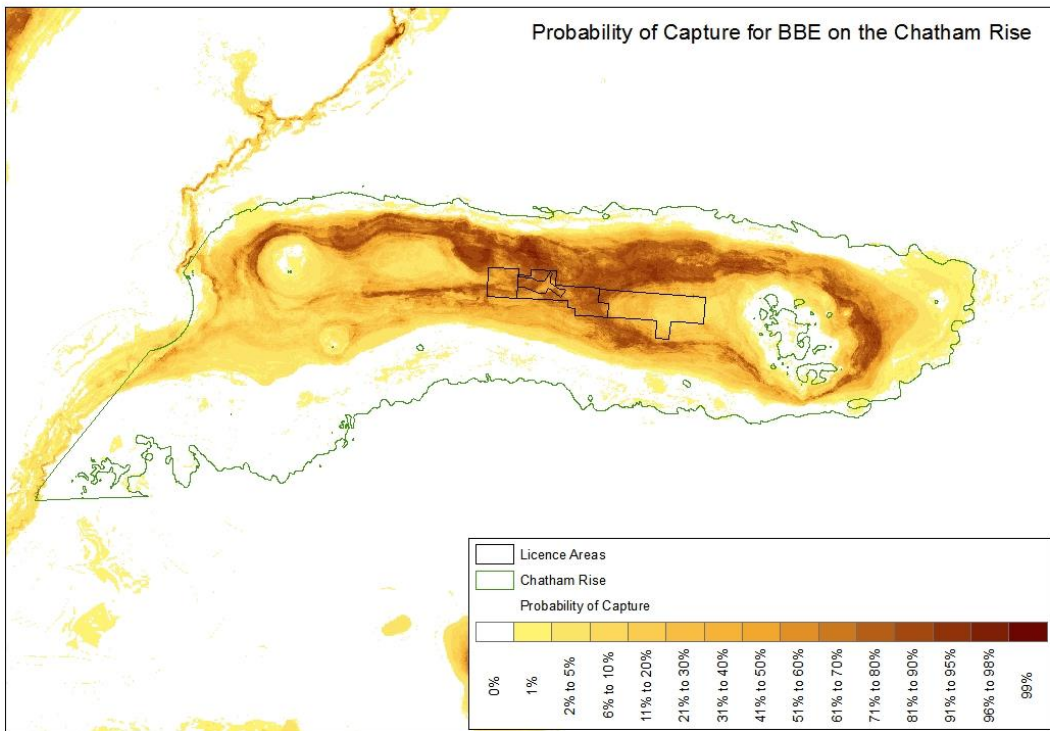 Probability of Capture for BBE on the Chatham Rise
Licence Areas
Chatham Rise
Probability of Capture
0%
1%
2% to 5%
6% to 10%
11% to 20%
21% to 30%
31% to 40%
41% to 50%
51% to 60%
61% to 70%
71% to 80%
81% to 90%
91% to 95%
96% to 98%
99%